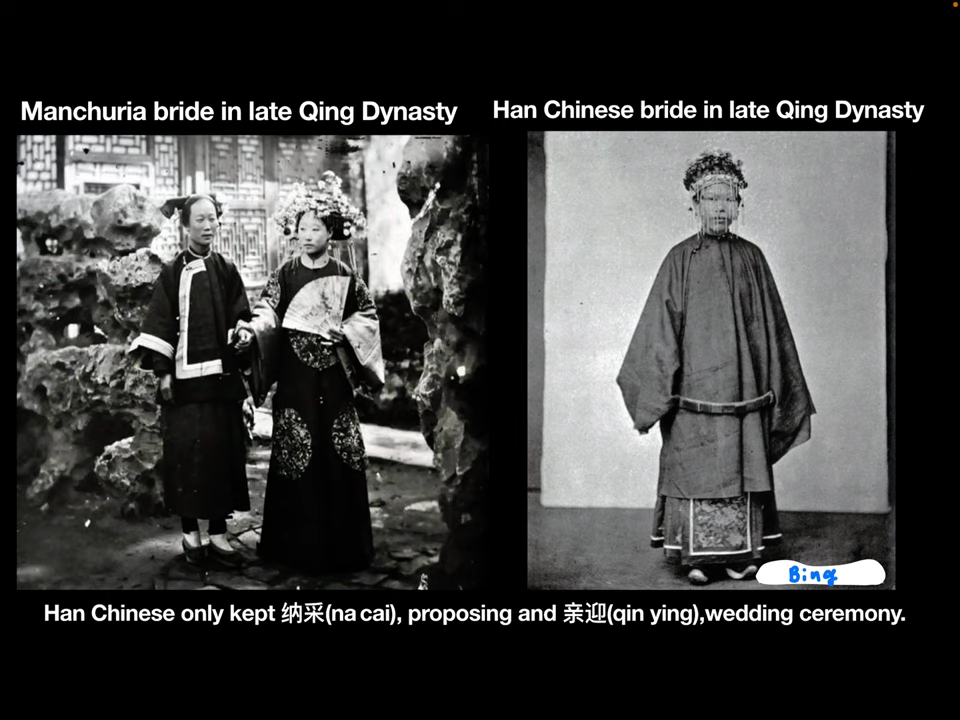 Manchuria bride in late Qing Dynasty
Han Chinese bride in late Qing Dynasty
Bing
Han Chinese only kept 纳采(na cai), proposing and 亲迎(qin ying),wedding ceremony.